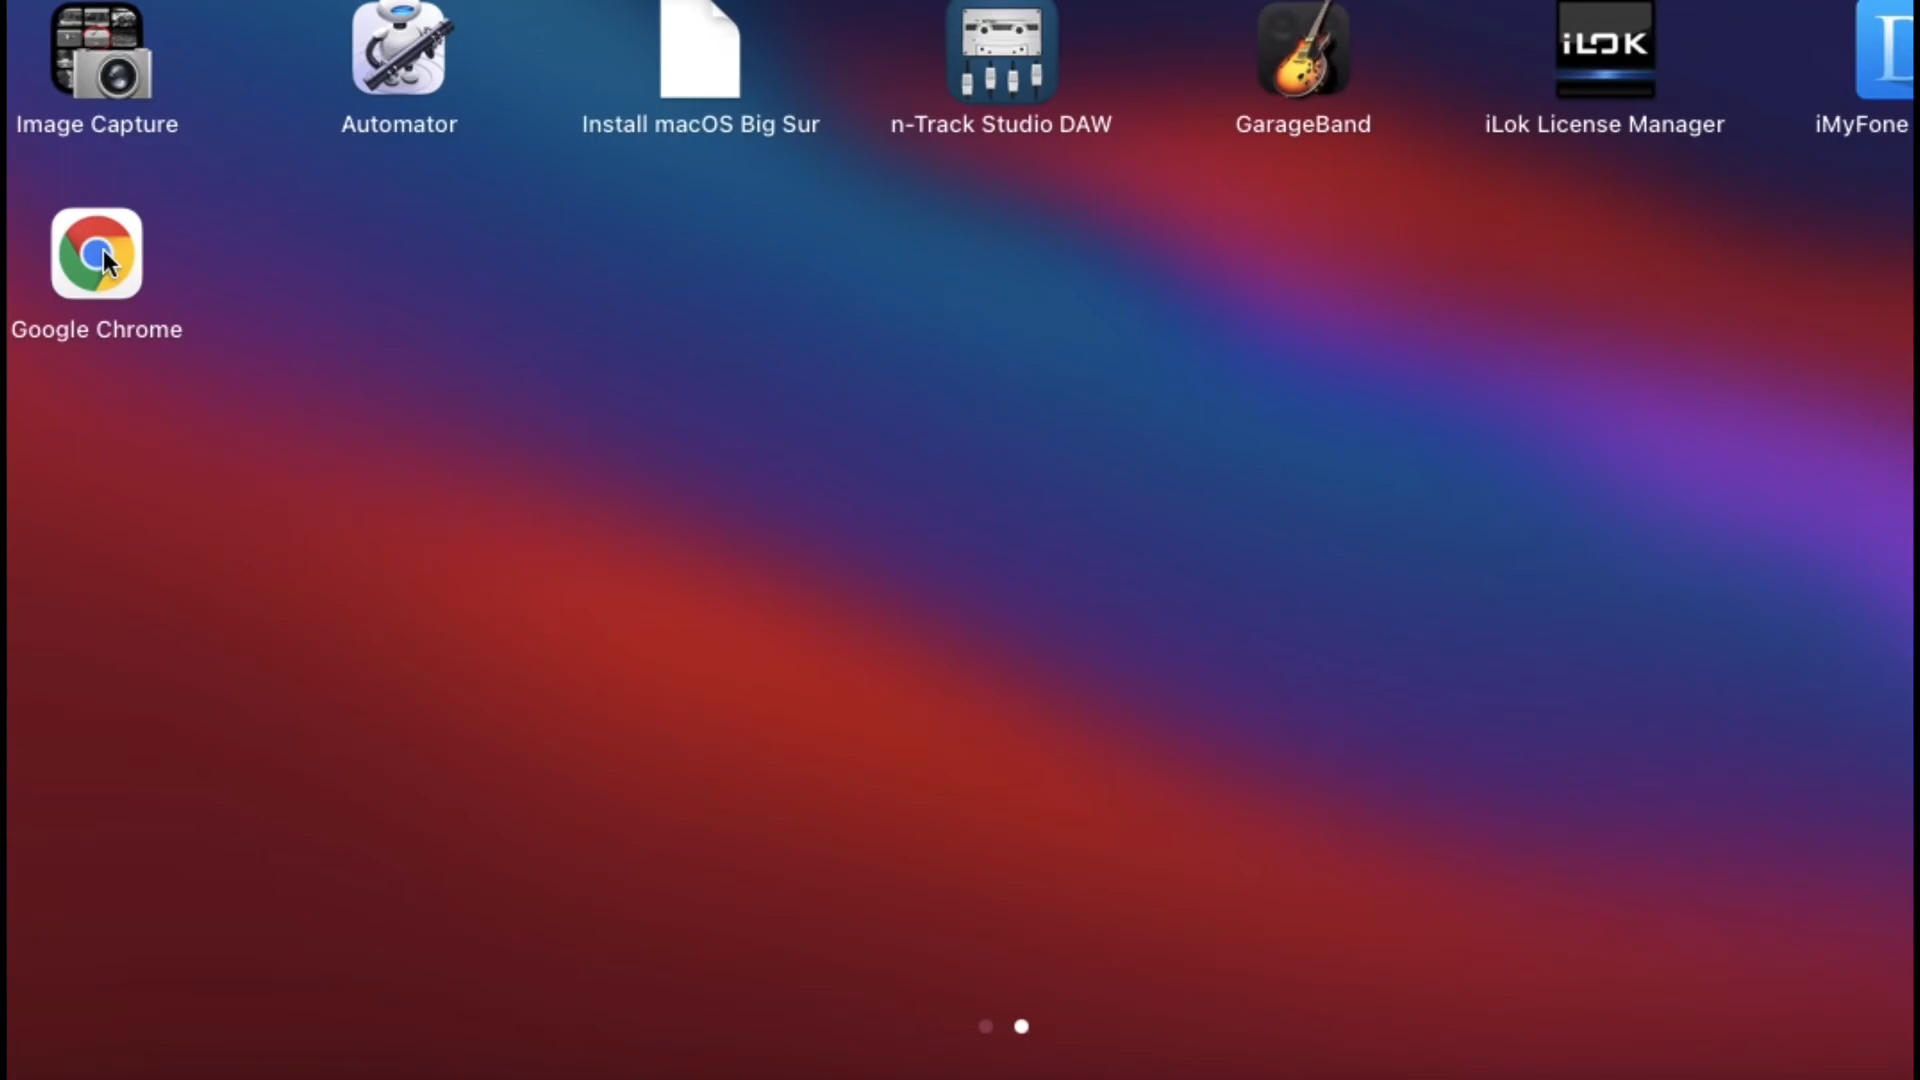 iLOK
D
Image Capture
Automator
Install macOS Big Sur
n-Track Studio DAW
GarageBand
iLok License Manager
iMyFone
Google Chrome